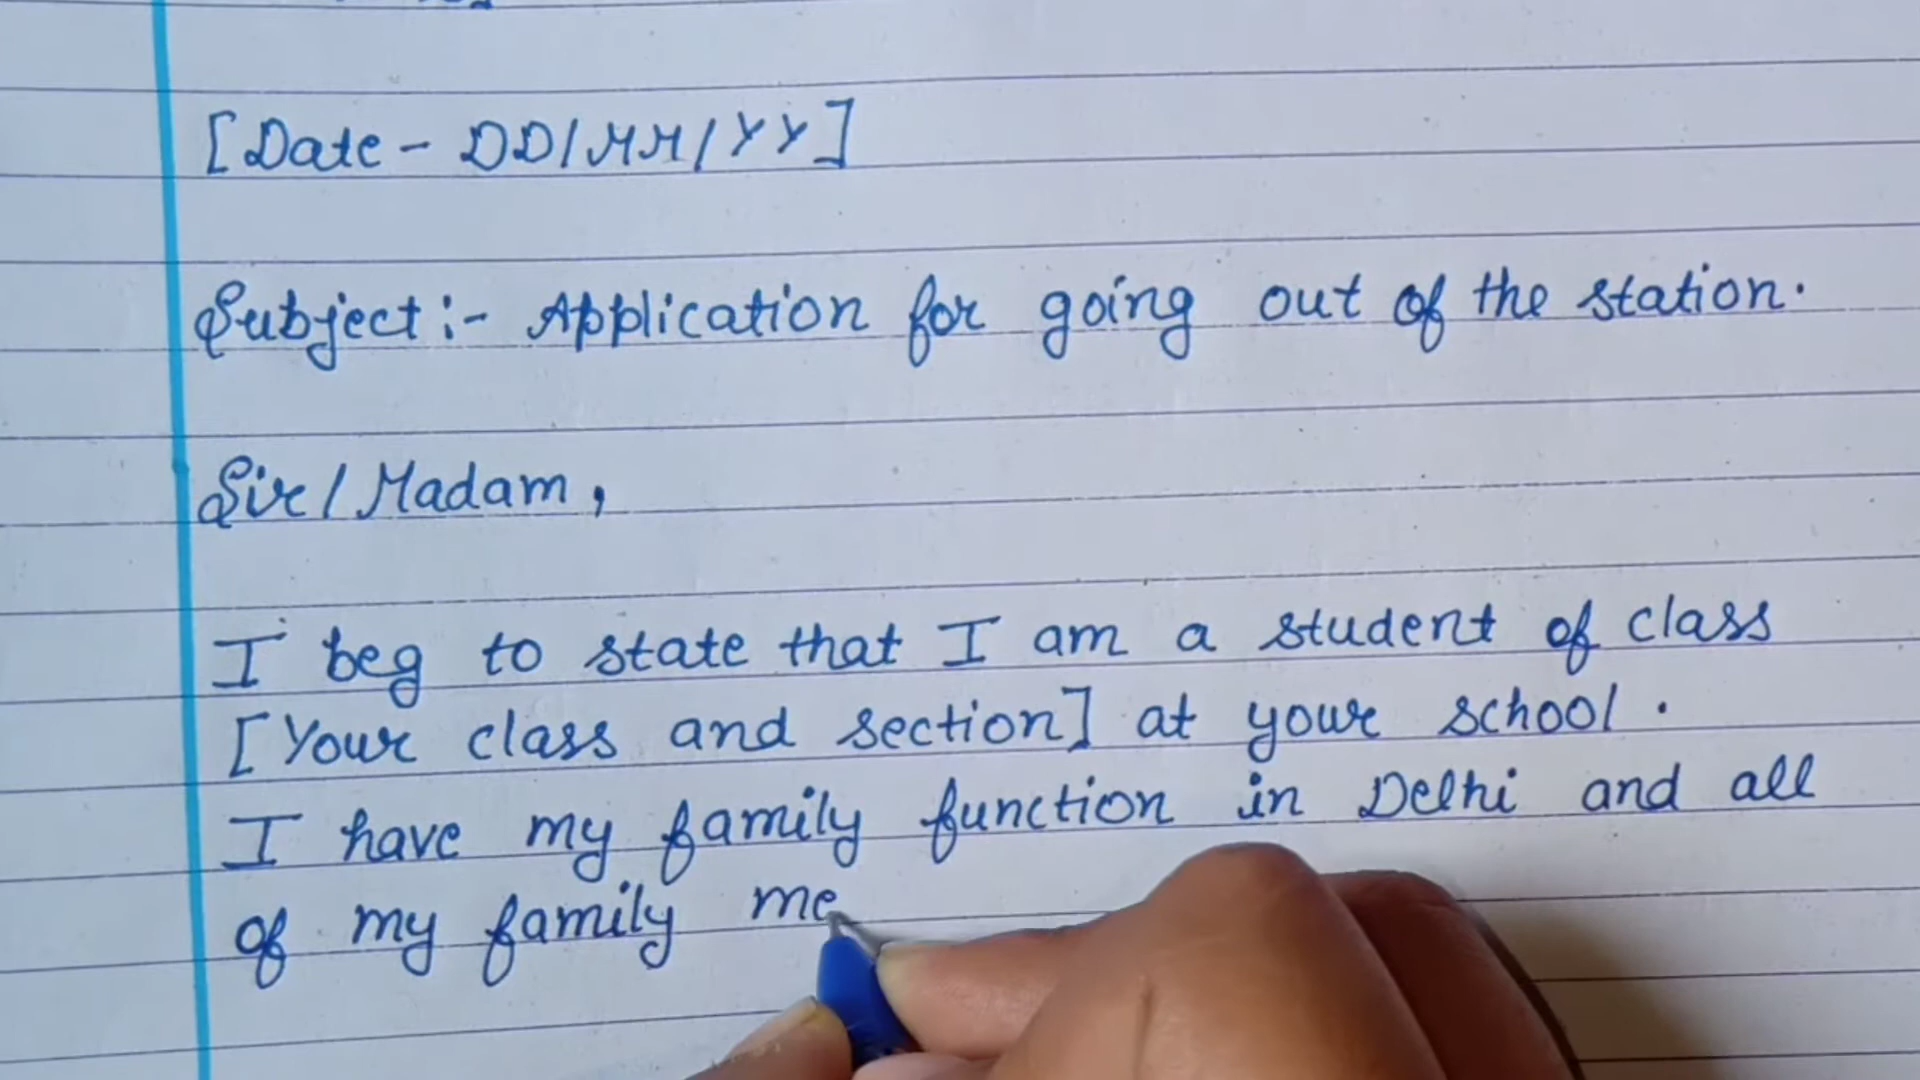 [Date - DD/MM/YY]
Subject :- Application for going out of the station.
Sir/Madam,
I beg to state that I am a student of class
[Your class and section] at your school.
I have my family function in Delhi and all
of my family me